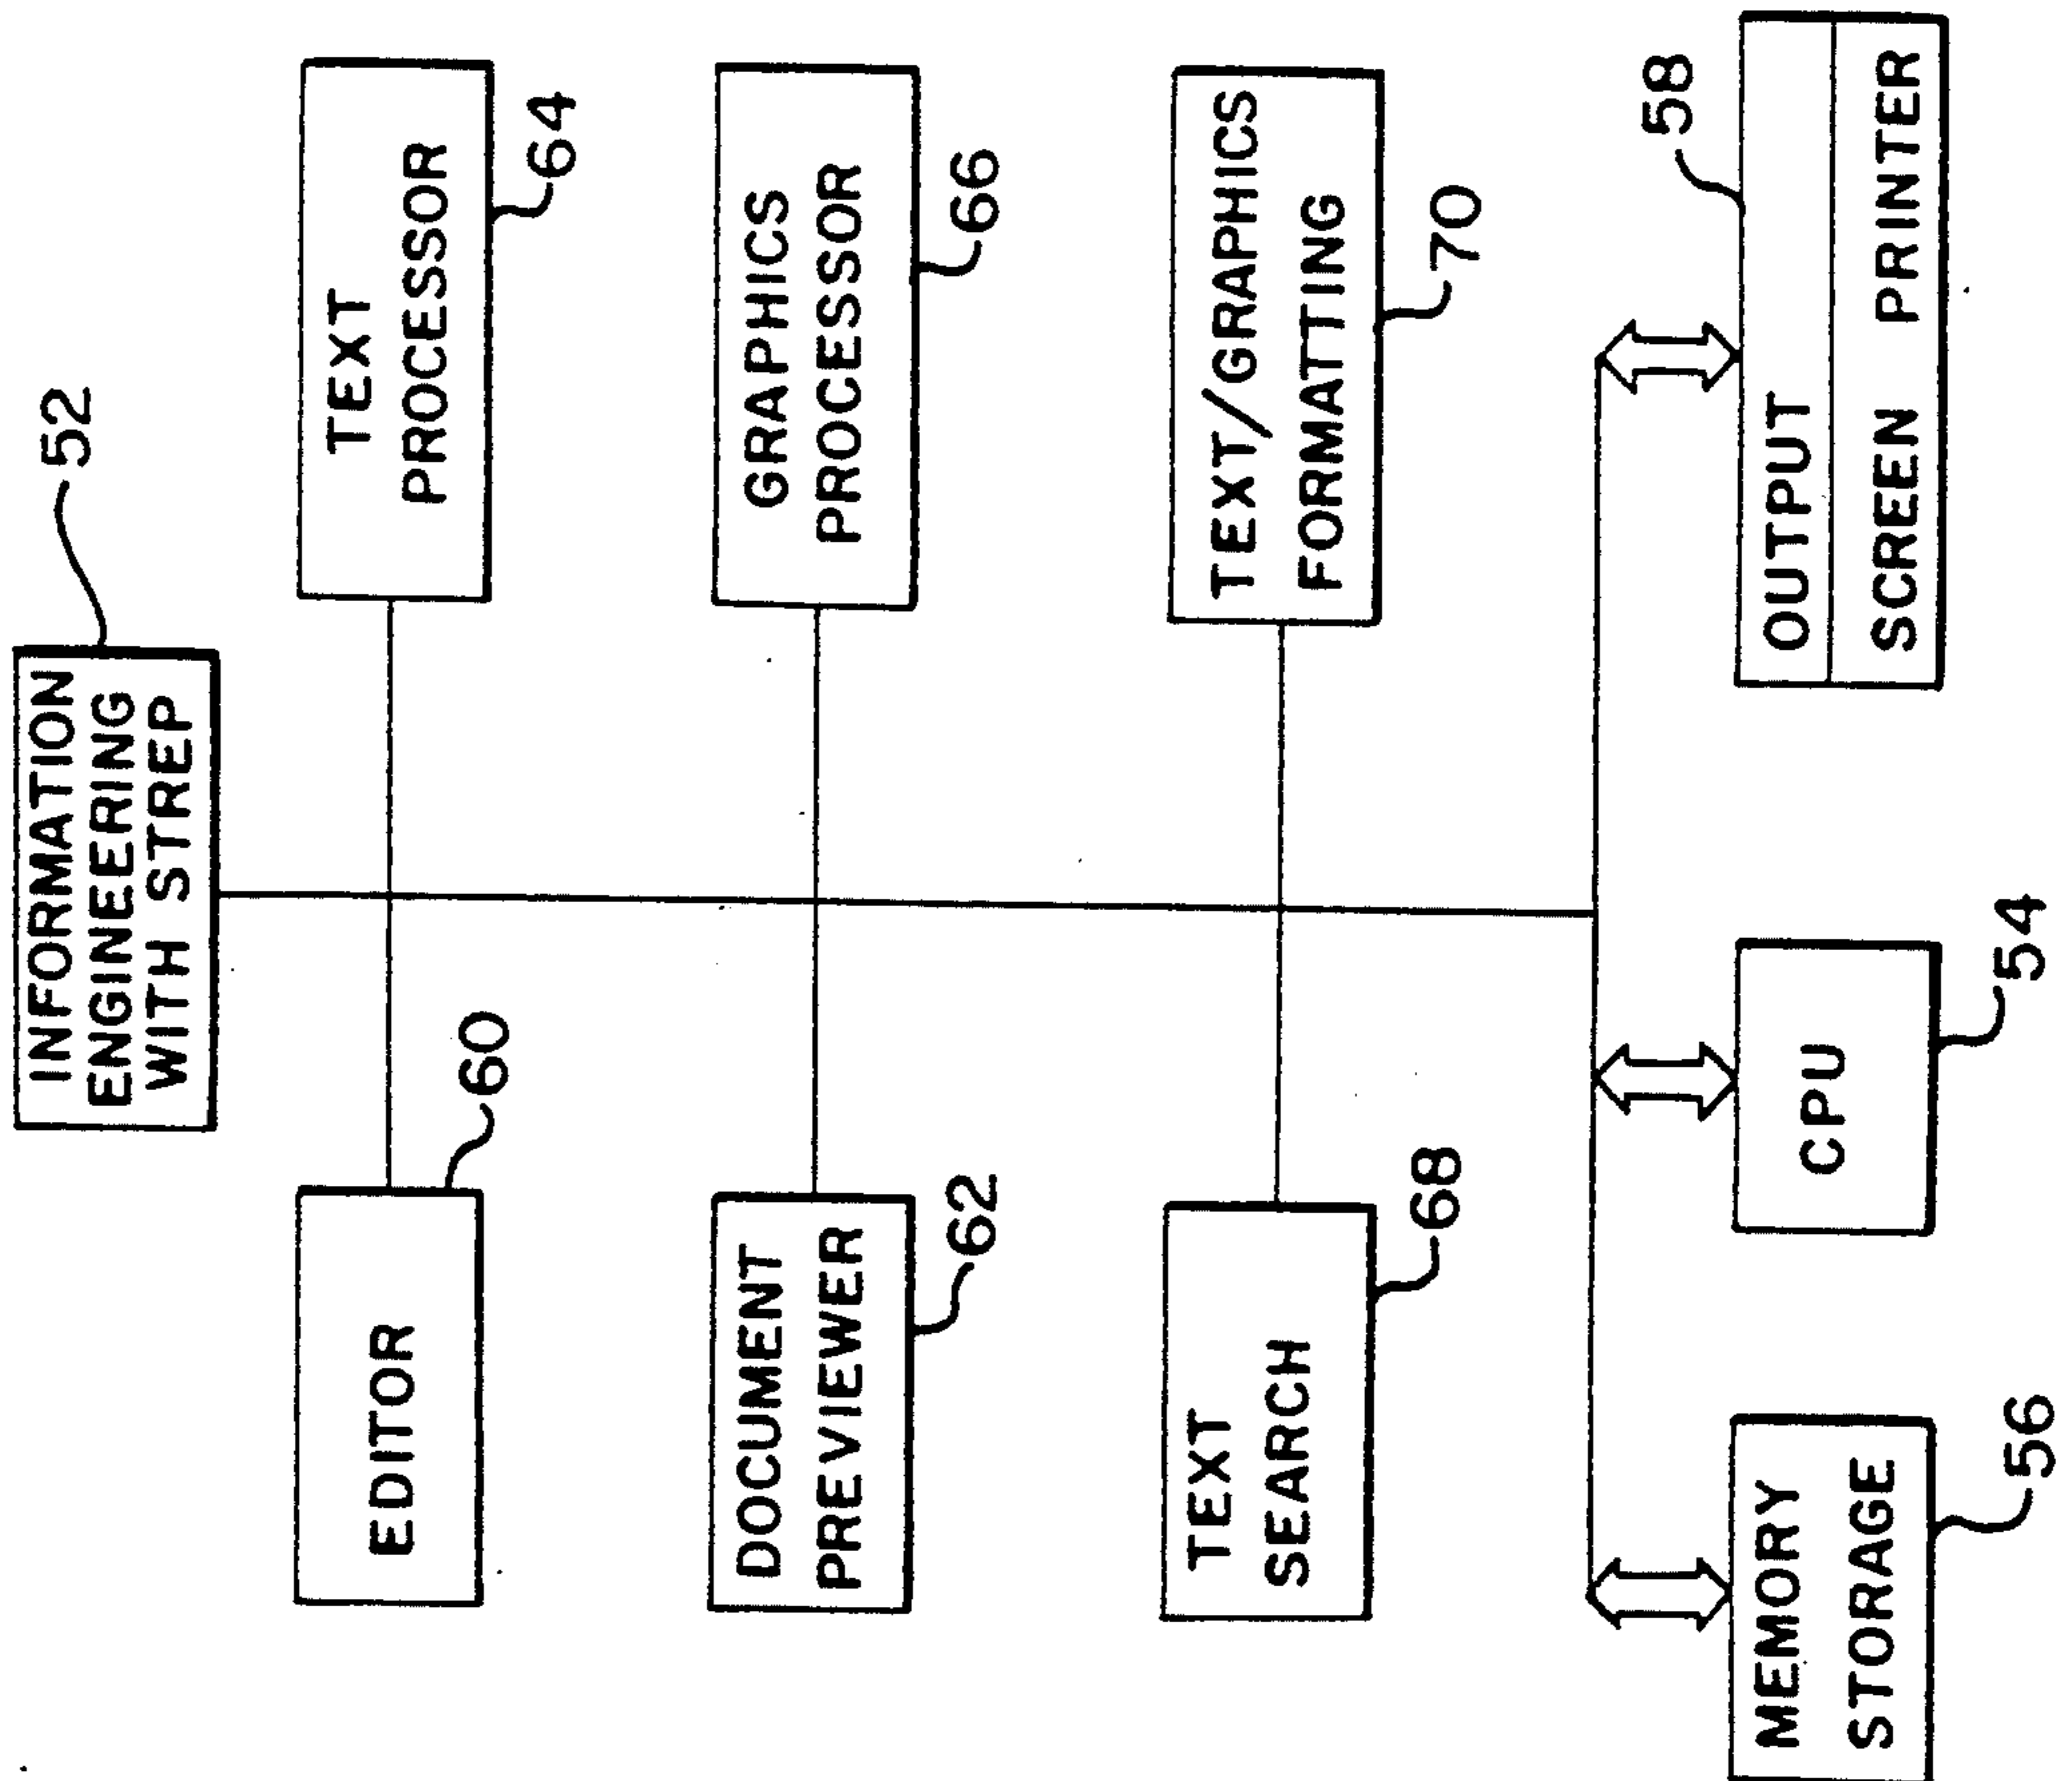 INFORMATION
ENGINEERING
WITH STREP
52
EDITOR
60
TEXT
PROCESSOR
64
DOCUMENT
PREVIEWER
62
GRAPHICS
PROCESSOR
66
TEXT
SEARCH
68
TEXT/GRAPHICS
FORMATTING
70
MEMORY
STORAGE
56
CPU
54
OUTPUT
SCREEN PRINTER
58